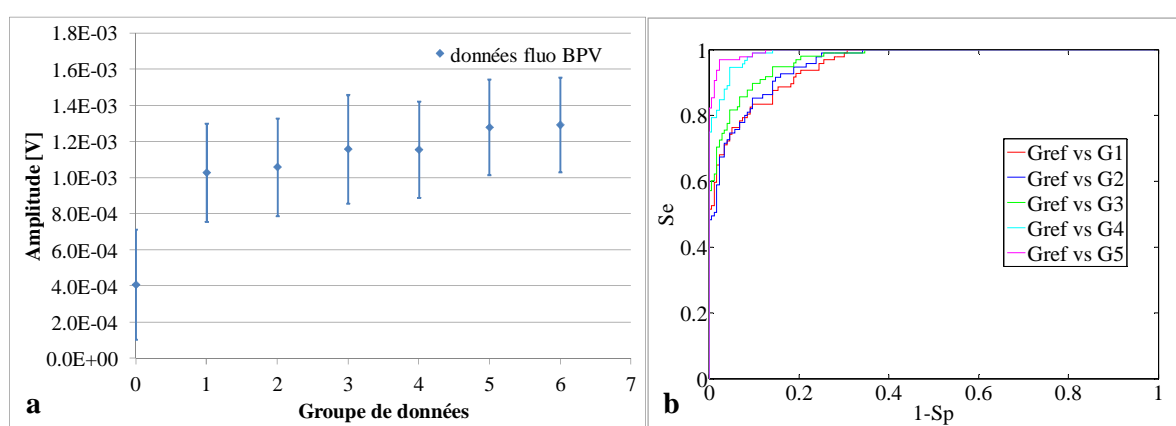 1.8E-03
1.6E-03
1.4E-03
1.2E-03
1.0E-03
8.0E-04
6.0E-04
4.0E-04
2.0E-04
0.0E+00
Amplitude [V]
données fluo BPV
0 1 2 3 4 5 6 7
Groupe de données
a
1
0.8
0.6
0.4
0.2
0
Se
Gref vs G1
Gref vs G2
Gref vs G3
Gref vs G4
Gref vs G5
0 0.2 0.4 0.6 0.8 1
1-Sp
b